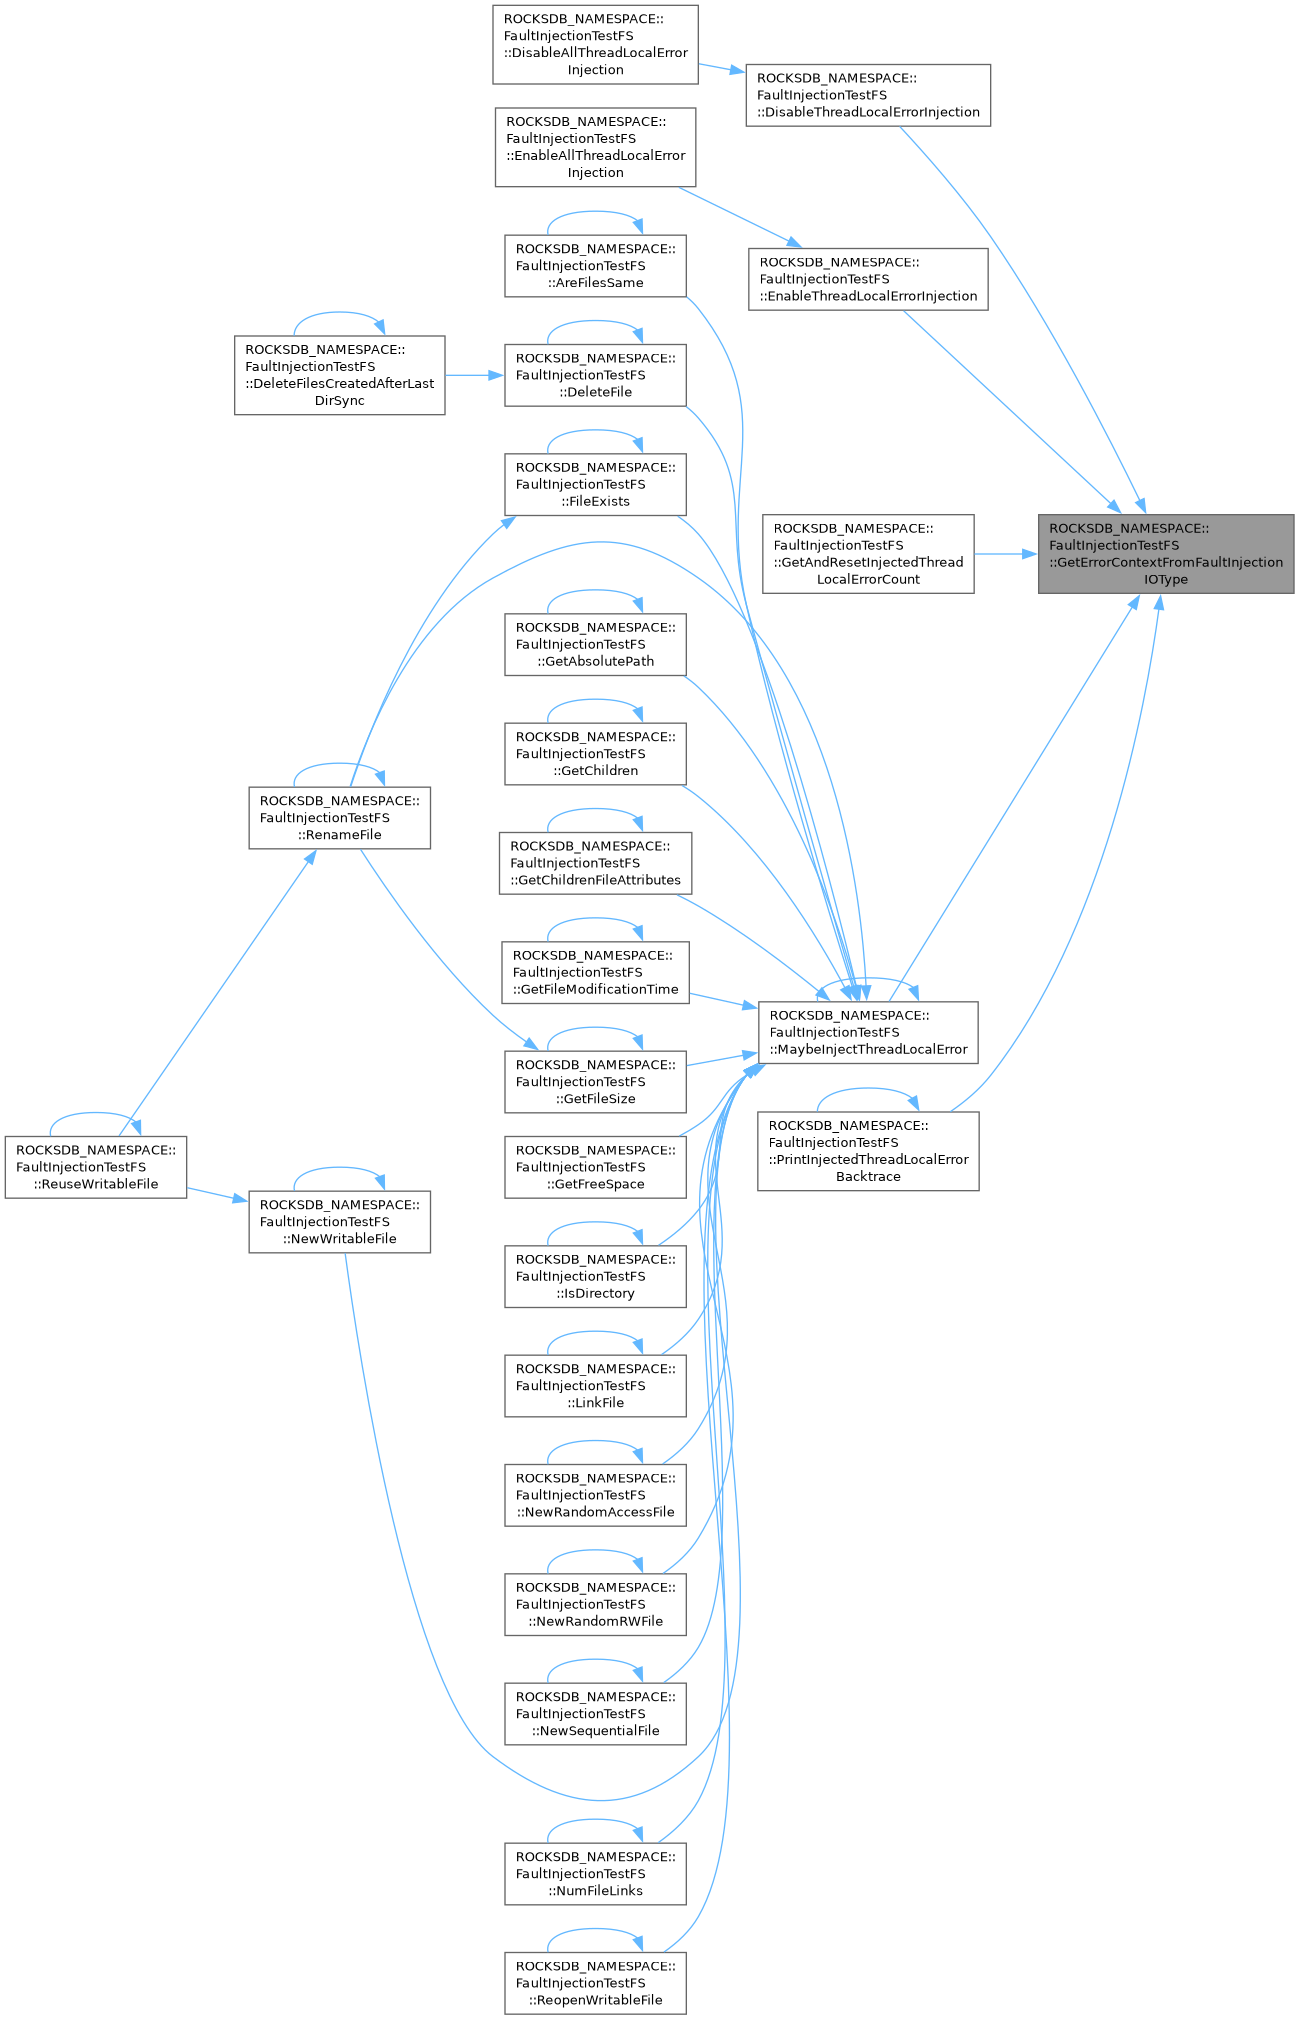 ROCKSDB_NAMESPACE::
FaultInjectionTestFS
::DisableAllThreadLocalError
Injection
ROCKSDB_NAMESPACE::
FaultInjectionTestFS
::DisableThreadLocalErrorInjection
ROCKSDB_NAMESPACE::
FaultInjectionTestFS
::EnableAllThreadLocalError
Injection
ROCKSDB_NAMESPACE::
FaultInjectionTestFS
::AreFilesSame
ROCKSDB_NAMESPACE::
FaultInjectionTestFS
::EnableThreadLocalErrorInjection
ROCKSDB_NAMESPACE::
FaultInjectionTestFS
::DeleteFilesCreatedAfterLast
DirSync
ROCKSDB_NAMESPACE::
FaultInjectionTestFS
::DeleteFile
ROCKSDB_NAMESPACE::
FaultInjectionTestFS
::FileExists
ROCKSDB_NAMESPACE::
FaultInjectionTestFS
::GetAndResetInjectedThread
LocalErrorCount
ROCKSDB_NAMESPACE::
FaultInjectionTestFS
::GetErrorContextFromFaultInjection
IOType
ROCKSDB_NAMESPACE::
FaultInjectionTestFS
::GetAbsolutePath
ROCKSDB_NAMESPACE::
FaultInjectionTestFS
::GetChildren
ROCKSDB_NAMESPACE::
FaultInjectionTestFS
::RenameFile
ROCKSDB_NAMESPACE::
FaultInjectionTestFS
::GetChildrenFileAttributes
ROCKSDB_NAMESPACE::
FaultInjectionTestFS
::GetFileModificationTime
ROCKSDB_NAMESPACE::
FaultInjectionTestFS
::MaybeInjectThreadLocalError
ROCKSDB_NAMESPACE::
FaultInjectionTestFS
::GetFileSize
ROCKSDB_NAMESPACE::
FaultInjectionTestFS
::PrintInjectedThreadLocalError
Backtrace
ROCKSDB_NAMESPACE::
FaultInjectionTestFS
::ReuseWritableFile
ROCKSDB_NAMESPACE::
FaultInjectionTestFS
::GetFreeSpace
ROCKSDB_NAMESPACE::
FaultInjectionTestFS
::NewWritableFile
ROCKSDB_NAMESPACE::
FaultInjectionTestFS
::IsDirectory
ROCKSDB_NAMESPACE::
FaultInjectionTestFS
::LinkFile
ROCKSDB_NAMESPACE::
FaultInjectionTestFS
::NewRandomAccessFile
ROCKSDB_NAMESPACE::
FaultInjectionTestFS
::NewRandomRWFile
ROCKSDB_NAMESPACE::
FaultInjectionTestFS
::NewSequentialFile
ROCKSDB_NAMESPACE::
FaultInjectionTestFS
::NumFileLinks
ROCKSDB_NAMESPACE::
FaultInjectionTestFS
::ReopenWritableFile